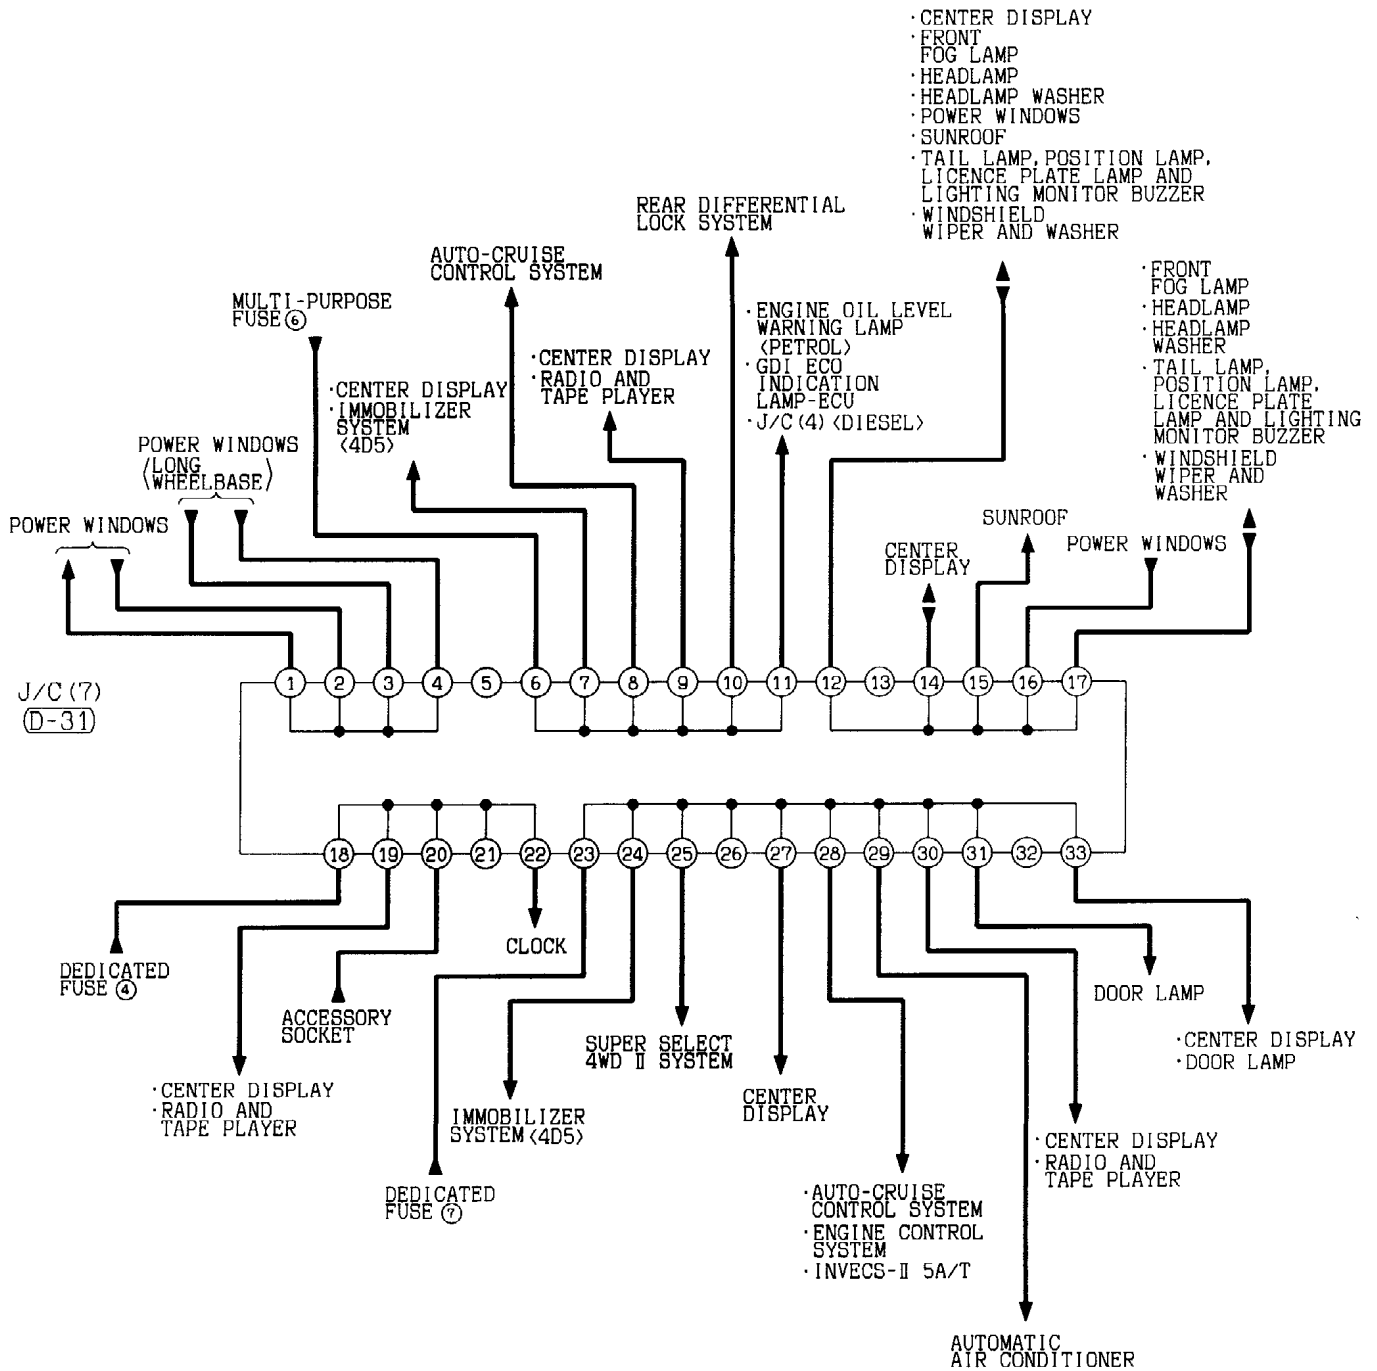 ·CENTER DISPLAY
·FRONT
FOG LAMP
·HEADLAMP
·HEADLAMP WASHER
·POWER WINDOWS
·SUNROOF
·TAIL LAMP, POSITION LAMP,
LICENCE PLATE LAMP AND
LIGHTING MONITOR BUZZER
·WINDSHIELD
WIPER AND WASHER
REAR DIFFERENTIAL
LOCK SYSTEM
AUTO-CRUISE
CONTROL SYSTEM
·FRONT
FOG LAMP
·HEADLAMP
·HEADLAMP
WASHER
·TAIL LAMP,
POSITION LAMP,
LICENCE PLATE
LAMP AND LIGHTING
MONITOR BUZZER
·WINDSHIELD
WIPER AND
WASHER
MULTI-PURPOSE
FUSE ⑥
·ENGINE OIL LEVEL
WARNING LAMP
<PETROL>
·GDI ECO
INDICATION
LAMP-ECU
·J/C (4) <DIESEL>
·CENTER DISPLAY
·RADIO AND
TAPE PLAYER
·CENTER DISPLAY
·IMMOBILIZER
SYSTEM
<4D5>
POWER WINDOWS
<LONG
WHEELBASE>
POWER WINDOWS
SUNROOF
POWER WINDOWS
CENTER
DISPLAY
1 2 3 4 5 6 7 8 9 10 11 12 13 14 15 16 17
J/C (7)
D-31
18 19 20 21 22 23 24 25 26 27 28 29 30 31 32 33
CLOCK
DEDICATED
FUSE ④
DOOR LAMP
ACCESSORY
SOCKET
SUPER SELECT
4WD Ⅱ SYSTEM
·CENTER DISPLAY
·DOOR LAMP
·CENTER DISPLAY
·RADIO AND
TAPE PLAYER
CENTER
DISPLAY
IMMOBILIZER
SYSTEM <4D5>
·CENTER DISPLAY
·RADIO AND
TAPE PLAYER
DEDICATED
FUSE ⑦
·AUTO-CRUISE
CONTROL SYSTEM
·ENGINE CONTROL
SYSTEM
·INVECS-Ⅱ 5A/T
AUTOMATIC
AIR CONDITIONER